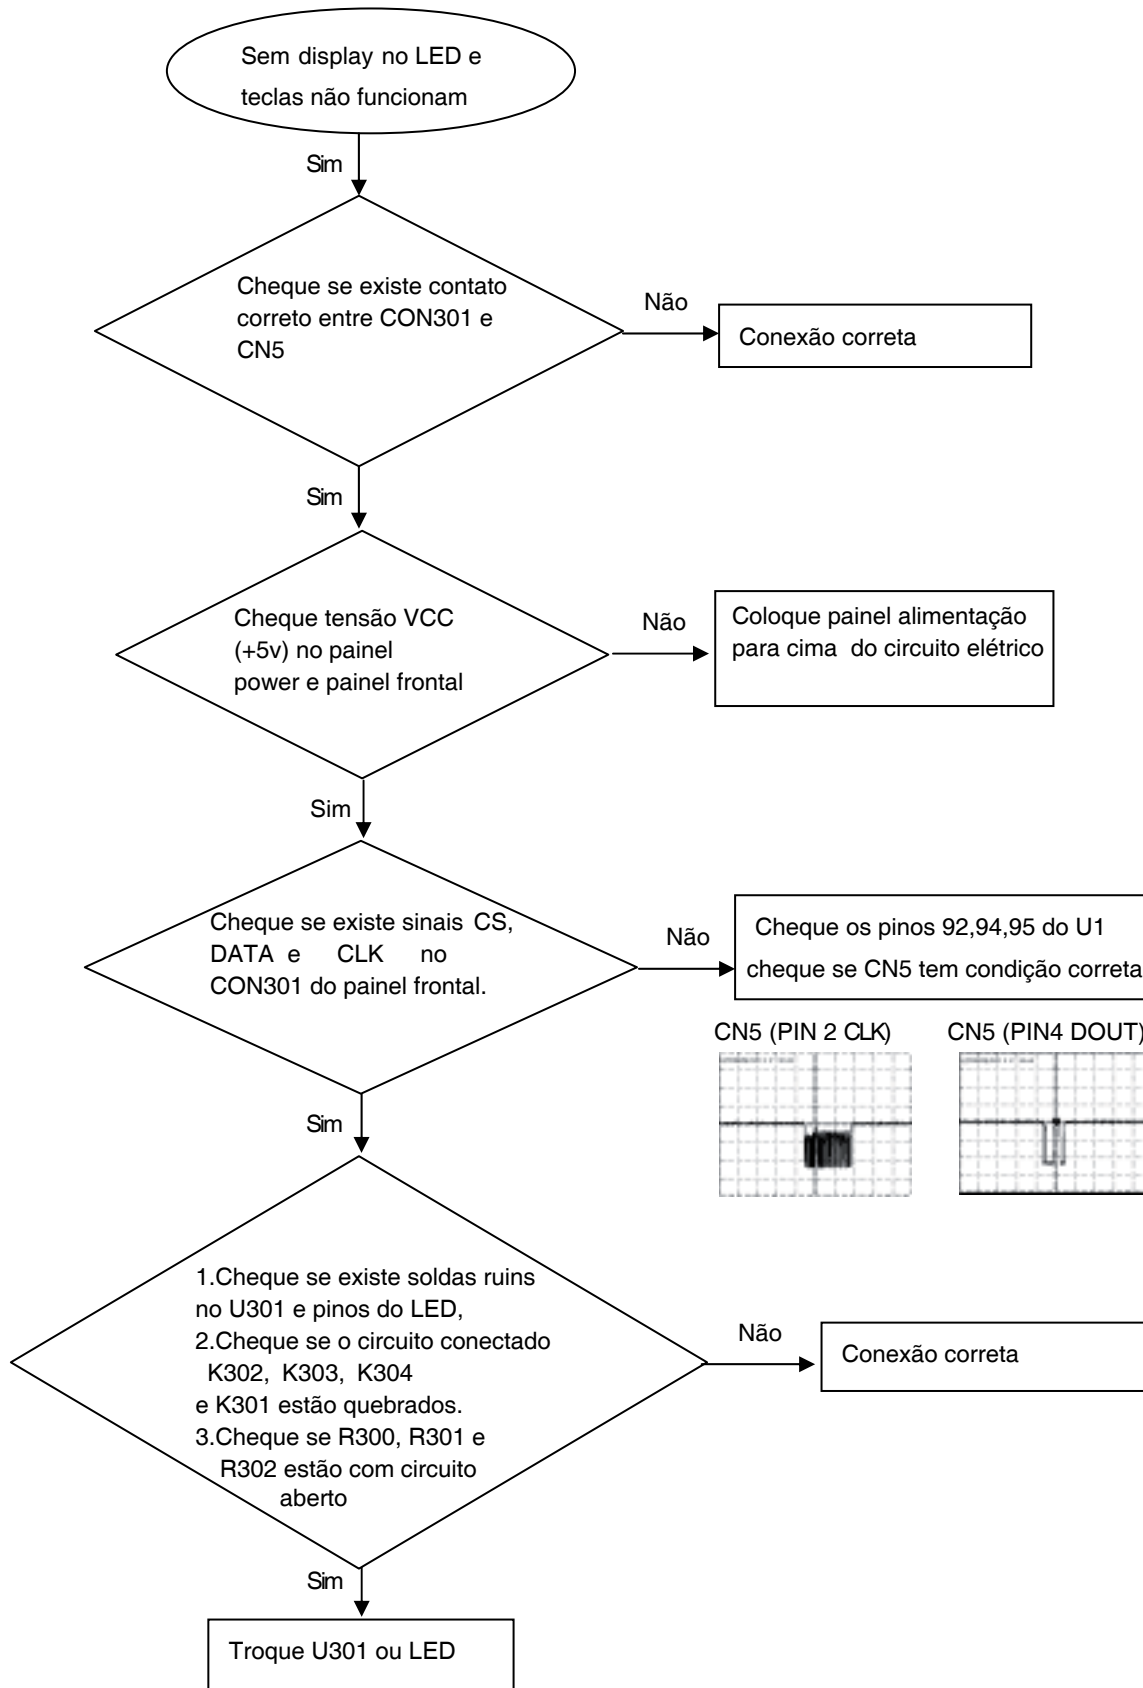 Sem display no LED e
teclas não funcionam
Sim
Cheque se existe contato
correto entre CON301 e
CN5
Não
Conexão correta
Sim
Cheque tensão VCC
(+5v) no painel
power e painel frontal
Não
Coloque painel alimentação
para cima do circuito elétrico
Sim
Cheque se existe sinais CS,
DATA e CLK no
CON301 do painel frontal.
Não
Cheque os pinos 92,94,95 do U1
cheque se CN5 tem condição correta
CN5 (PIN 2 CLK)
CN5 (PIN4 DOUT)
Sim
1.Cheque se existe soldas ruins
no U301 e pinos do LED,
2.Cheque se o circuito conectado
K302, K303, K304
e K301 estão quebrados.
3.Cheque se R300, R301 e
R302 estão com circuito
aberto
Não
Conexão correta
Sim
Troque U301 ou LED